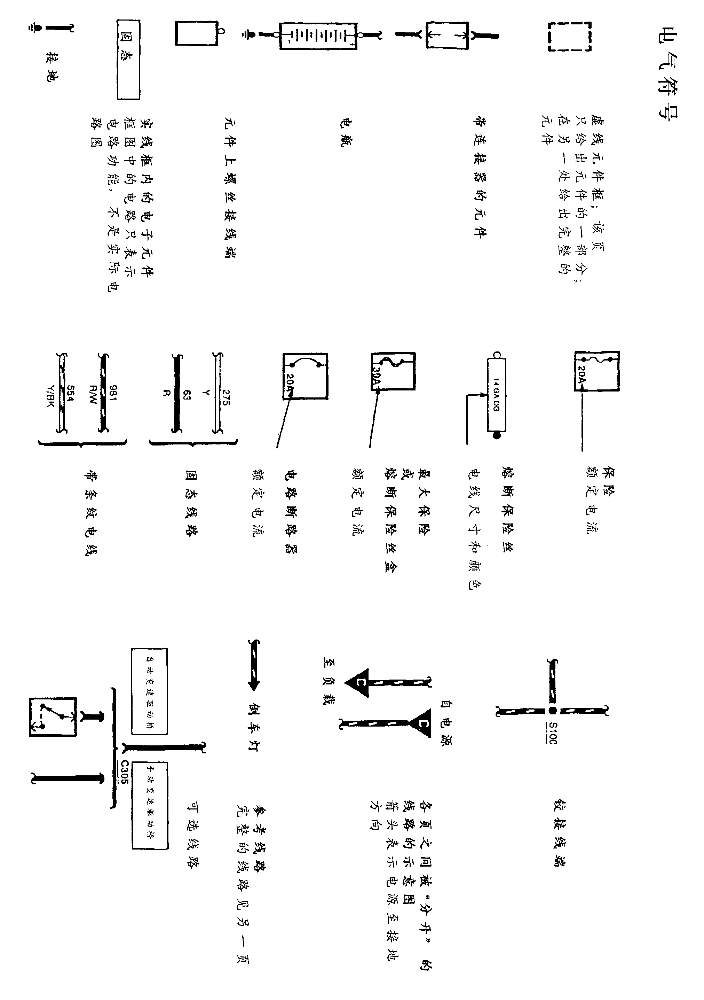 电气符号
虚线元件框；该页
只给出元件的一部分；
在另一处给出完整的
元件
带连接器的元件
-
+
电瓶
元件上螺丝接线端
固态
实线框内的电子元件
框图中的电路只表示
电路功能，不是实际电
路图
接地
20A
保险
额定电流
14 GA DG
熔断保险丝
电线尺寸和颜色
30A
最大保险
或
熔断保险丝盒
额定电流
20A
电路断路器
额定电流
275
Y
63
R
固态线路
981
R/W
554
Y/BK
带条纹电线
S100
铰接线端
自电源
C
C
至负载
各页之间被“分开”的
线路的示意图
箭头表示电源至接地
方向
倒车灯
参考线路
完整的线路见另一页
自动变速驱动桥
手动变速驱动桥
C305
可选线路